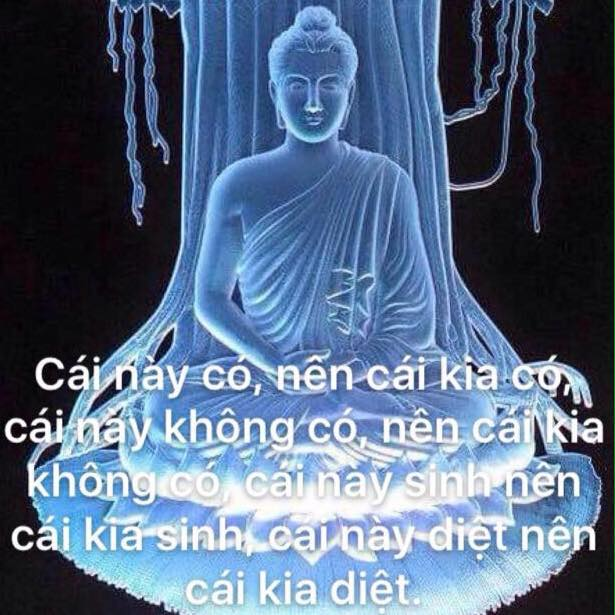 Cái này có, nên cái kia có,
cái này không có, nên cái kia
không có, cái này sinh nên
cái kia sinh, cái này diệt nên
cái kia diệt.